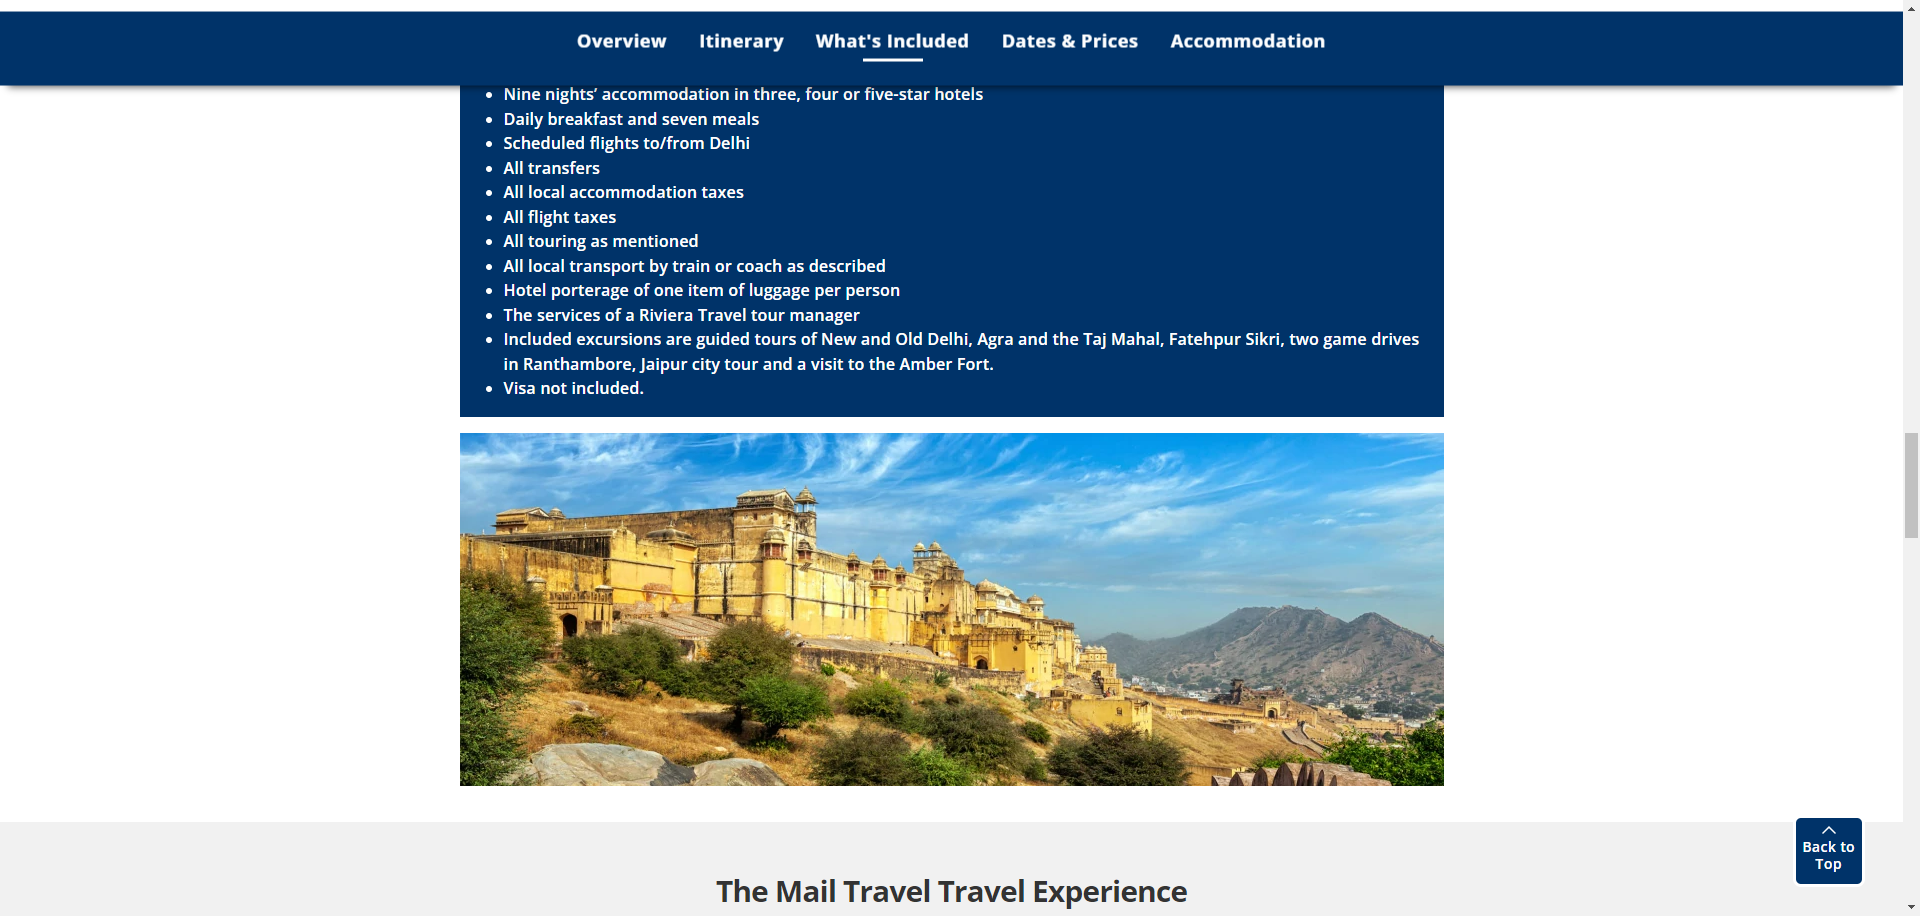 Overview Itinerary What's Included Dates & Prices Accommodation
Nine nights’ accommodation in three, four or five-star hotels
Daily breakfast and seven meals
Scheduled flights to/from Delhi
All transfers
All local accommodation taxes
All flight taxes
All touring as mentioned
All local transport by train or coach as described
Hotel porterage of one item of luggage per person
The services of a Riviera Travel tour manager
Included excursions are guided tours of New and Old Delhi, Agra and the Taj Mahal, Fatehpur Sikri, two game drives
in Ranthambore, Jaipur city tour and a visit to the Amber Fort.
Visa not included.
Back to
Top
The Mail Travel Travel Experience